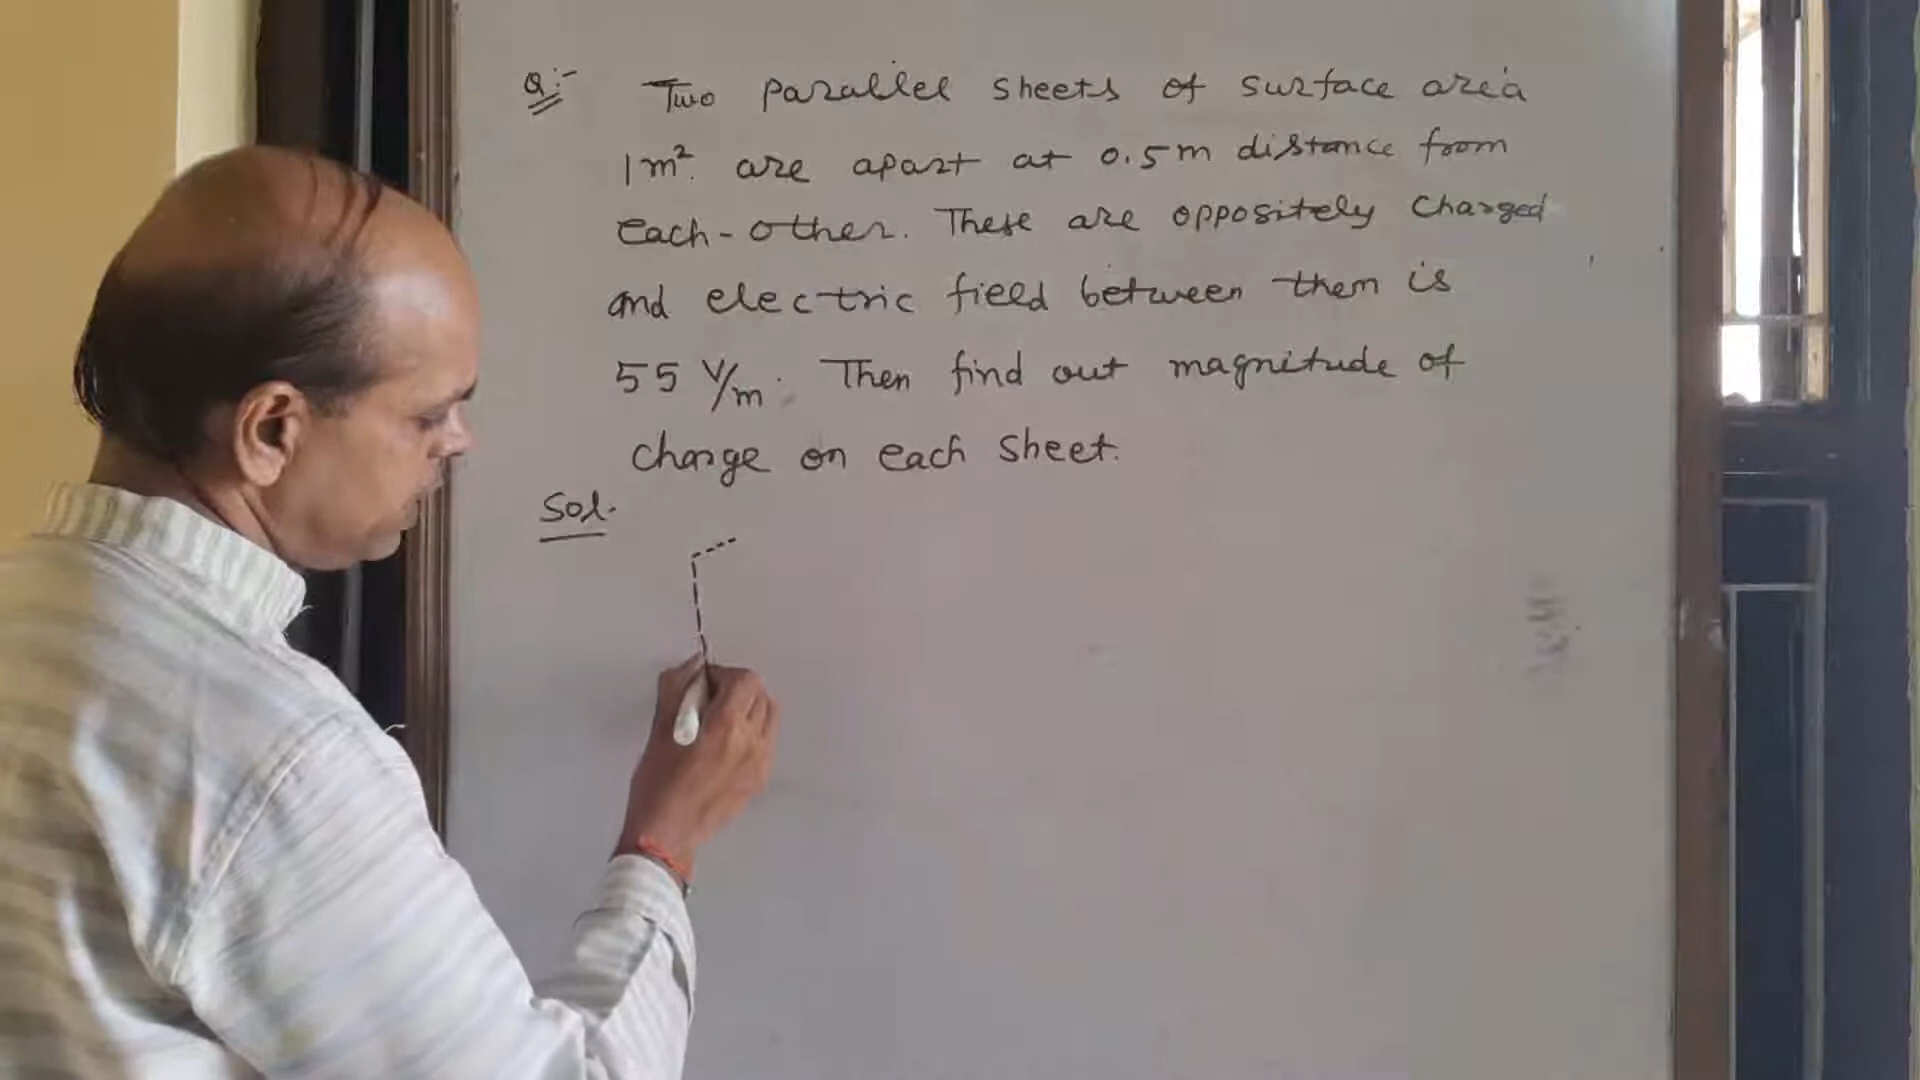 Q:- Two parallel sheets of surface area
1m². are apart at 0.5m distance from
each-other. These are oppositely charged
and electric field between them is
55 V/m. Then find out magnitude of
charge on each sheet.
Sol.